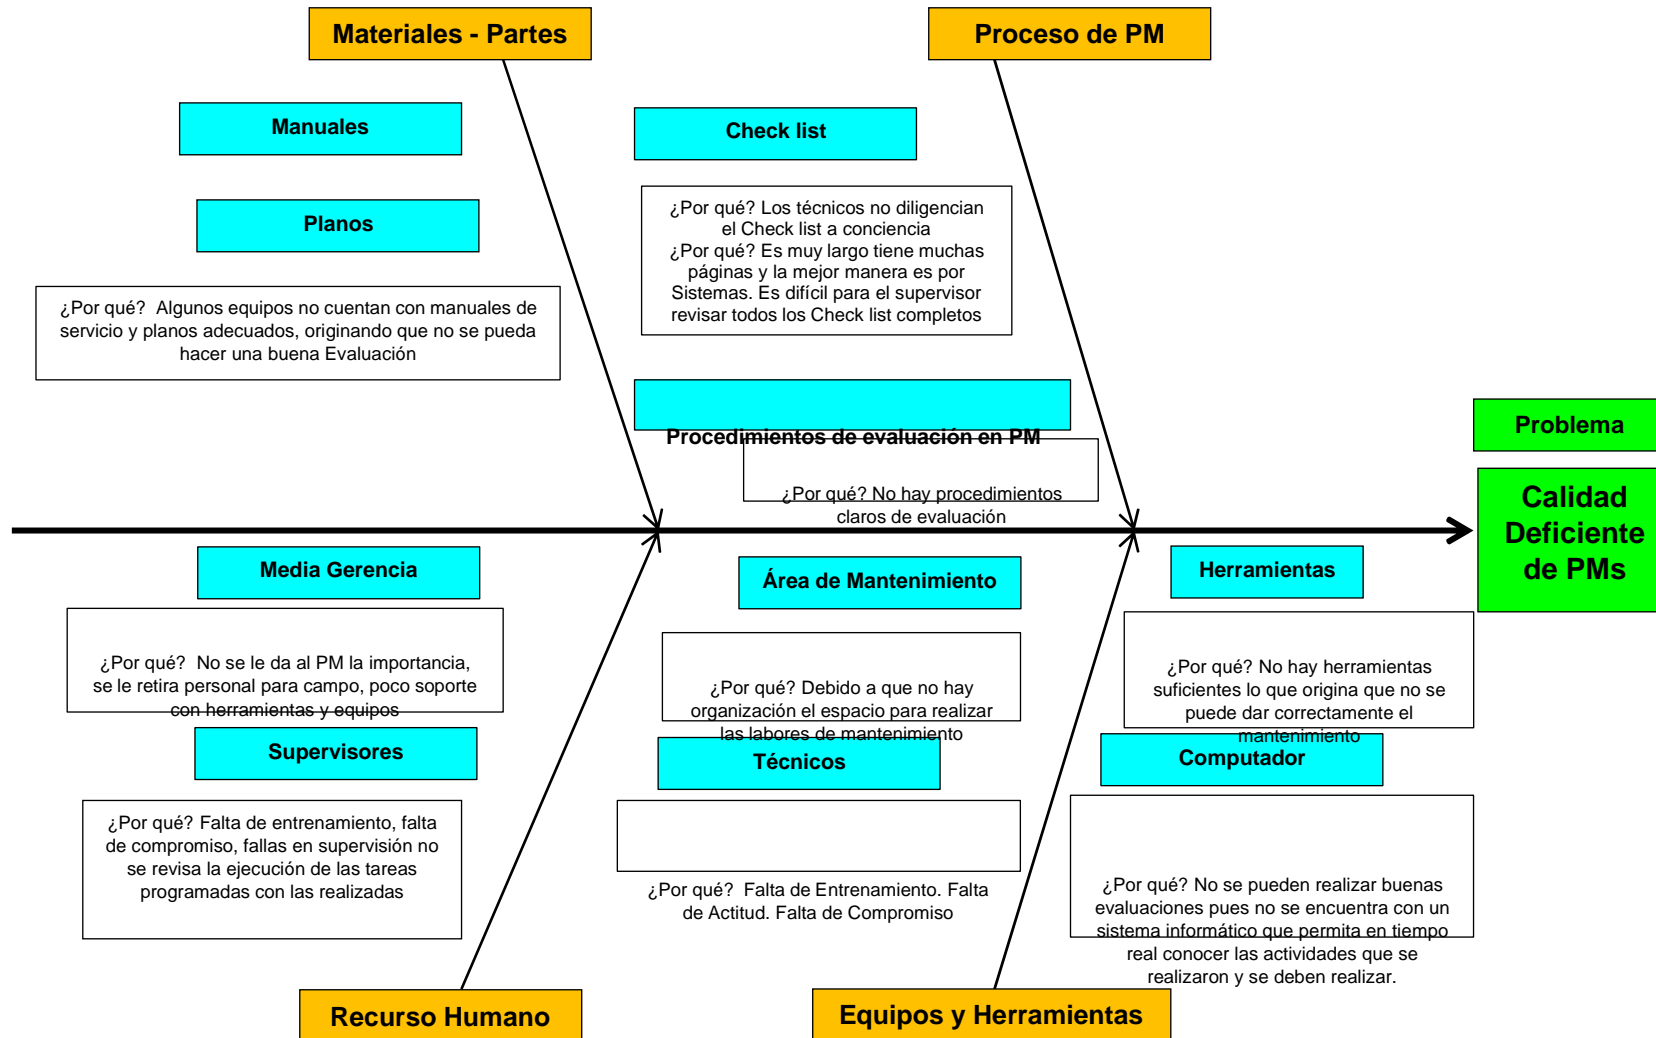 Materiales - Partes
Proceso de PM
Manuales
Check list
Planos
¿Por qué? Los técnicos no diligencian
el Check list a conciencia
¿Por qué? Es muy largo tiene muchas
páginas y la mejor manera es por
Sistemas. Es difícil para el supervisor
revisar todos los Check list completos
¿Por qué? Algunos equipos no cuentan con manuales de
servicio y planos adecuados, originando que no se pueda
hacer una buena Evaluación
Procedimientos de evaluación en PM
¿Por qué? No hay procedimientos
claros de evaluación
Problema
Calidad
Deficiente
de PMs
Media Gerencia
¿Por qué? No se le da al PM la importancia,
se le retira personal para campo, poco soporte
con herramientas y equipos
Área de Mantenimiento
¿Por qué? Debido a que no hay
organización el espacio para realizar
las labores de mantenimiento
Herramientas
¿Por qué? No hay herramientas
suficientes lo que origina que no se
puede dar correctamente el
mantenimiento
Supervisores
¿Por qué? Falta de entrenamiento, falta
de compromiso, fallas en supervisión no
se revisa la ejecución de las tareas
programadas con las realizadas
Técnicos
¿Por qué? Falta de Entrenamiento. Falta
de Actitud. Falta de Compromiso
Computador
¿Por qué? No se pueden realizar buenas
evaluaciones pues no se encuentra con un
sistema informático que permita en tiempo
real conocer las actividades que se
realizaron y se deben realizar.
Recurso Humano
Equipos y Herramientas